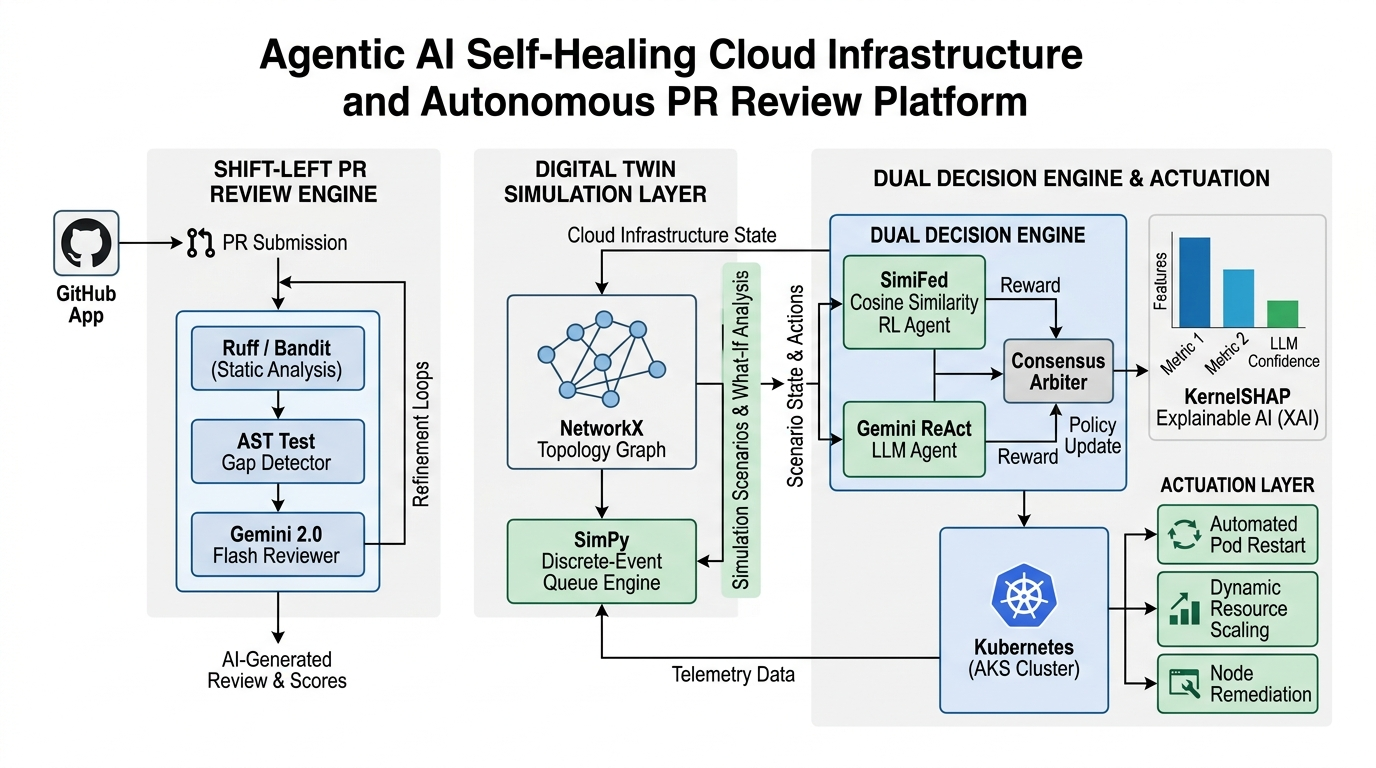 Agentic AI Self-Healing Cloud Infrastructure
and Autonomous PR Review Platform
SHIFT-LEFT PR
REVIEW ENGINE
GitHub
App
PR Submission
Ruff / Bandit
(Static Analysis)
AST Test
Gap Detector
Gemini 2.0
Flash Reviewer
Refinement Loops
AI-Generated
Review & Scores
DIGITAL TWIN
SIMULATION LAYER
Cloud Infrastructure State
NetworkX
Topology Graph
SimPy
Discrete-Event
Queue Engine
Simulation Scenarios & What-If Analysis
Telemetry Data
Scenario State & Actions
DUAL DECISION ENGINE & ACTUATION
DUAL DECISION ENGINE
SimiFed
Cosine Similarity
RL Agent
Reward
Consensus
Arbiter
Gemini ReAct
LLM Agent
Reward
Policy
Update
Features
Metric 1
Metric 2
LLM
Confidence
KernelSHAP
Explainable AI (XAI)
Kubernetes
(AKS Cluster)
ACTUATION LAYER
Automated
Pod Restart
Dynamic
Resource
Scaling
Node
Remediation